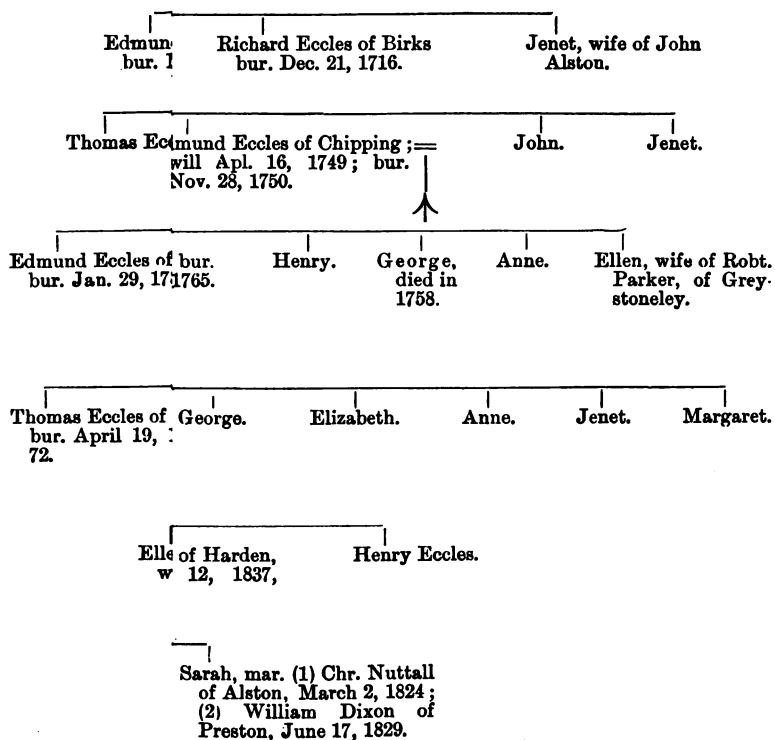 Edmun Richard Eccles of Birks Jenet, wife of John
bur. 1 bur. Dec. 21, 1716. Alston.
Thomas Ec mund Eccles of Chipping ; John. Jenet.
will Apl. 16, 1749 ; bur.
Nov. 28, 1750.
Edmund Eccles of bur. Henry. George, Anne. Ellen, wife of Robt.
bur. Jan. 29, 17 1765. died in Parker, of Grey-
1758. stoneley.
Thomas Eccles of George. Elizabeth. Anne. Jenet. Margaret.
bur. April 19,
72.
Elle of Harden, Henry Eccles.
w 12, 1837,
Sarah, mar. (1) Chr. Nuttall
of Alston, March 2, 1824 ;
(2) William Dixon of
Preston, June 17, 1829.